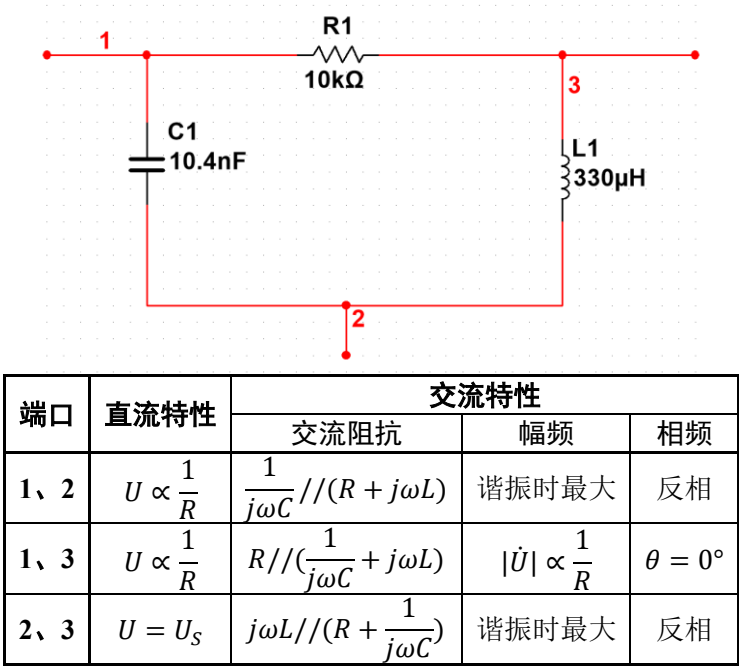 R1
1
10kΩ
3
C1
10.4nF
L1
330μH
2
端口 直流特性 交流特性
交流阻抗 幅频 相频
1、2 U ∝ 1/R 1/(jωC) //(R + jωL) 谐振时最大 反相
1、3 U ∝ 1/R R//(1/(jωC) + jωL) |U̇| ∝ 1/R θ = 0°
2、3 U = U_S jωL//(R + 1/(jωC)) 谐振时最大 反相